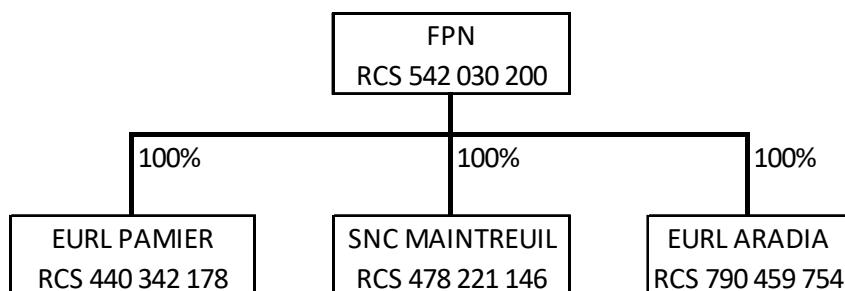 FPN
RCS 542 030 200
100%
100%
100%
EURL PAMIER
RCS 440 342 178
SNC MAINTREUIL
RCS 478 221 146
EURL ARADIA
RCS 790 459 754